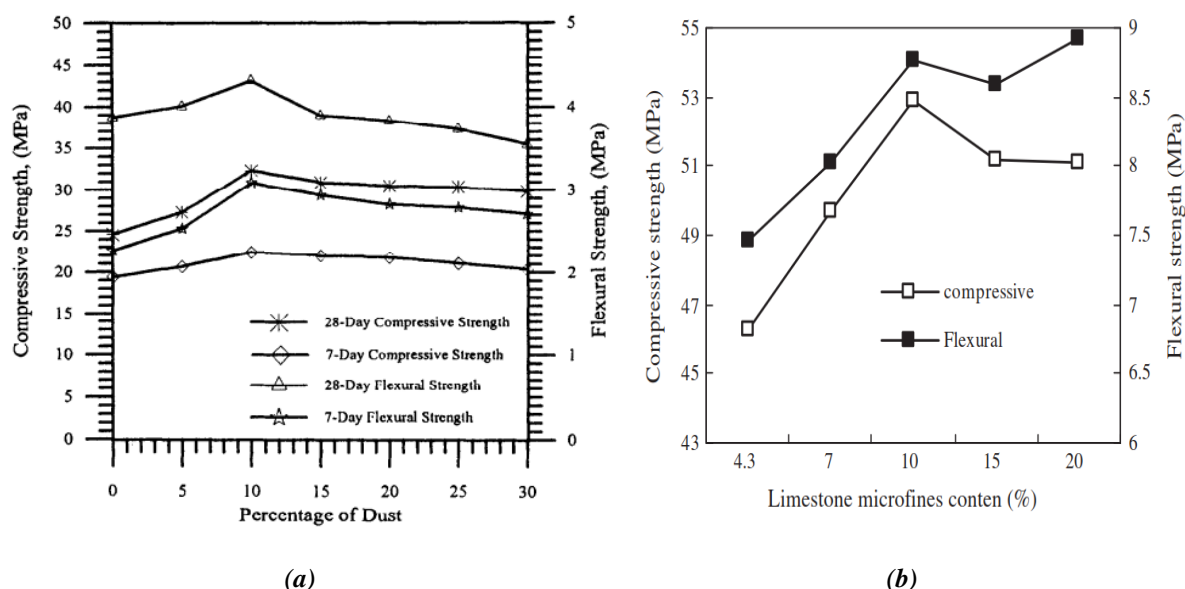 50
45
40
35
30
25
20
15
10
5
0
Compressive Strength, (MPa)
5
4
3
2
1
0
Flexural Strength, (MPa)
28-Day Compressive Strength
7-Day Compressive Strength
28-Day Flexural Strength
7-Day Flexural Strength
0 5 10 15 20 25 30
Percentage of Dust
(a)
55
53
51
49
47
45
43
Compressive strength (MPa)
9
8.5
8
7.5
7
6.5
6
Flexural strength (MPa)
compressive
Flexural
4.3 7 10 15 20
Limestone microfines conten (%)
(b)